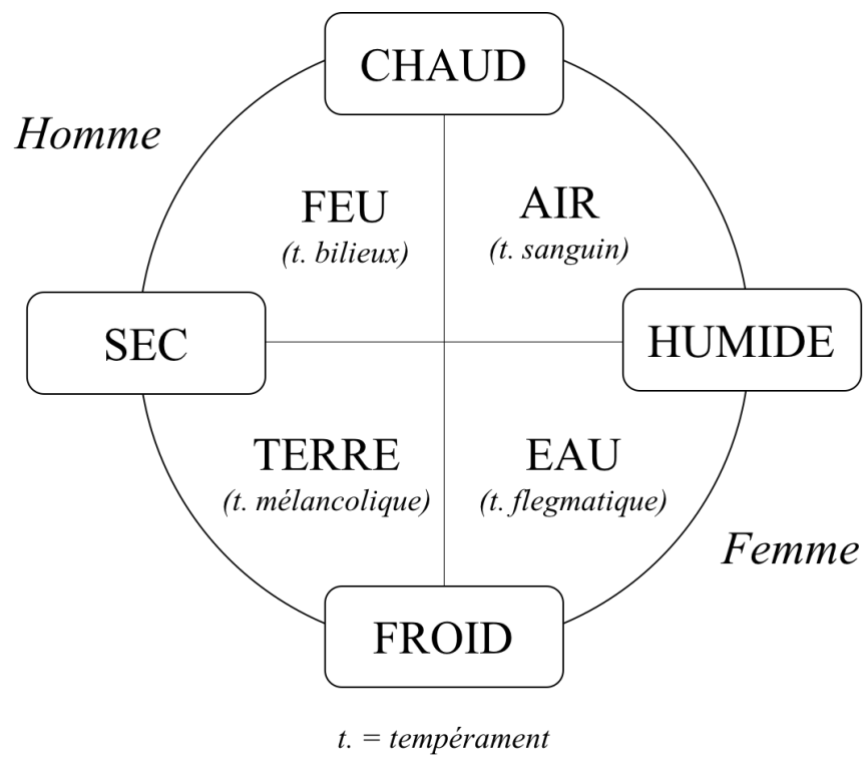 CHAUD
Homme
FEU
(t. bilieux)
AIR
(t. sanguin)
SEC
HUMIDE
TERRE
(t. mélancolique)
EAU
(t. flegmatique)
Femme
FROID
t. = tempérament